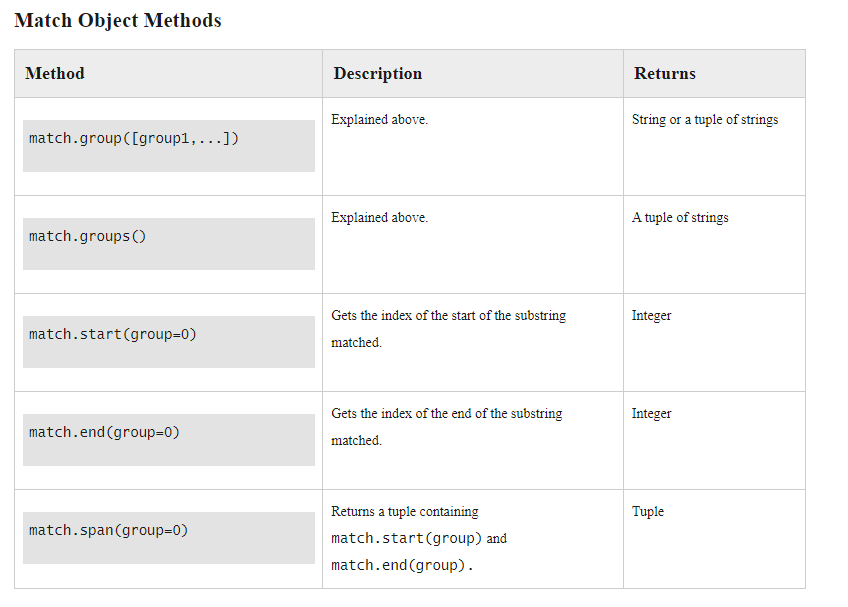 Match Object Methods
Method Description Returns
match.group([group1,...]) Explained above. String or a tuple of strings
match.groups() Explained above. A tuple of strings
match.start(group=0) Gets the index of the start of the substring Integer
matched.
match.end(group=0) Gets the index of the end of the substring Integer
matched.
match.span(group=0) Returns a tuple containing Tuple
match.start(group) and
match.end(group).